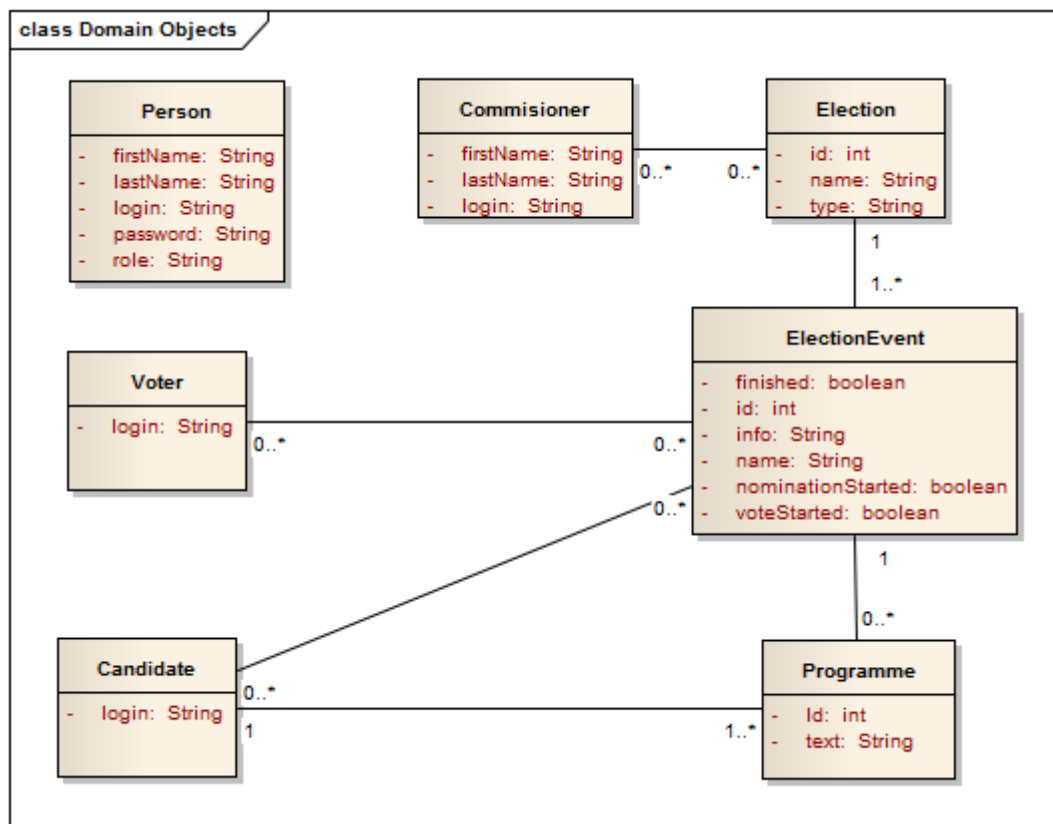 class Domain Objects
Person
- firstName: String
- lastName: String
- login: String
- password: String
- role: String
Commisioner
- firstName: String
- lastName: String
- login: String
0..*
0..*
Election
- id: int
- name: String
- type: String
1
1..*
ElectionEvent
- finished: boolean
- id: int
- info: String
- name: String
- nominationStarted: boolean
- voteStarted: boolean
Voter
- login: String
0..*
0..*
0..*
1
0..*
Candidate
- login: String
0..*
1
1..*
Programme
- Id: int
- text: String